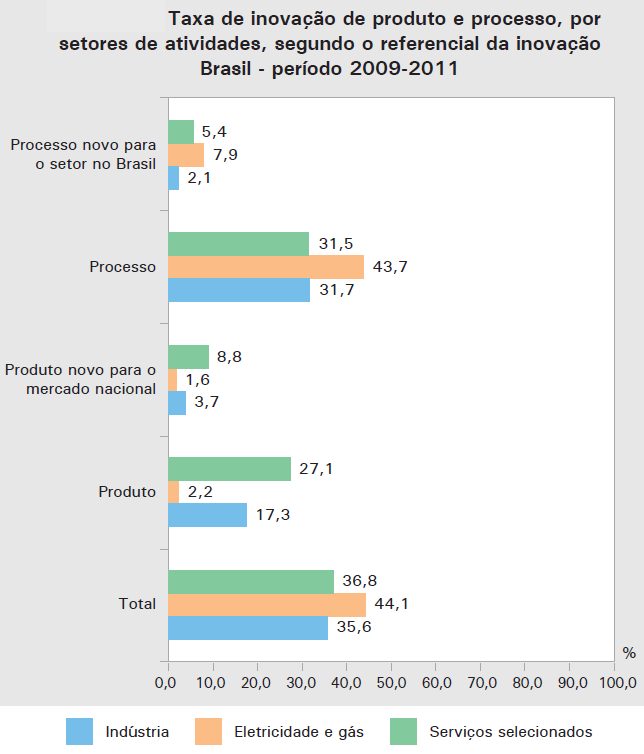 Taxa de inovação de produto e processo, por
setores de atividades, segundo o referencial da inovação
Brasil - período 2009-2011
Processo novo para
o setor no Brasil
5,4
7,9
2,1
Processo
31,5
43,7
31,7
Produto novo para o
mercado nacional
8,8
1,6
3,7
Produto
27,1
2,2
17,3
Total
36,8
44,1
35,6
%
0,0 10,0 20,0 30,0 40,0 50,0 60,0 70,0 80,0 90,0 100,0
Indústria Eletricidade e gás Serviços selecionados